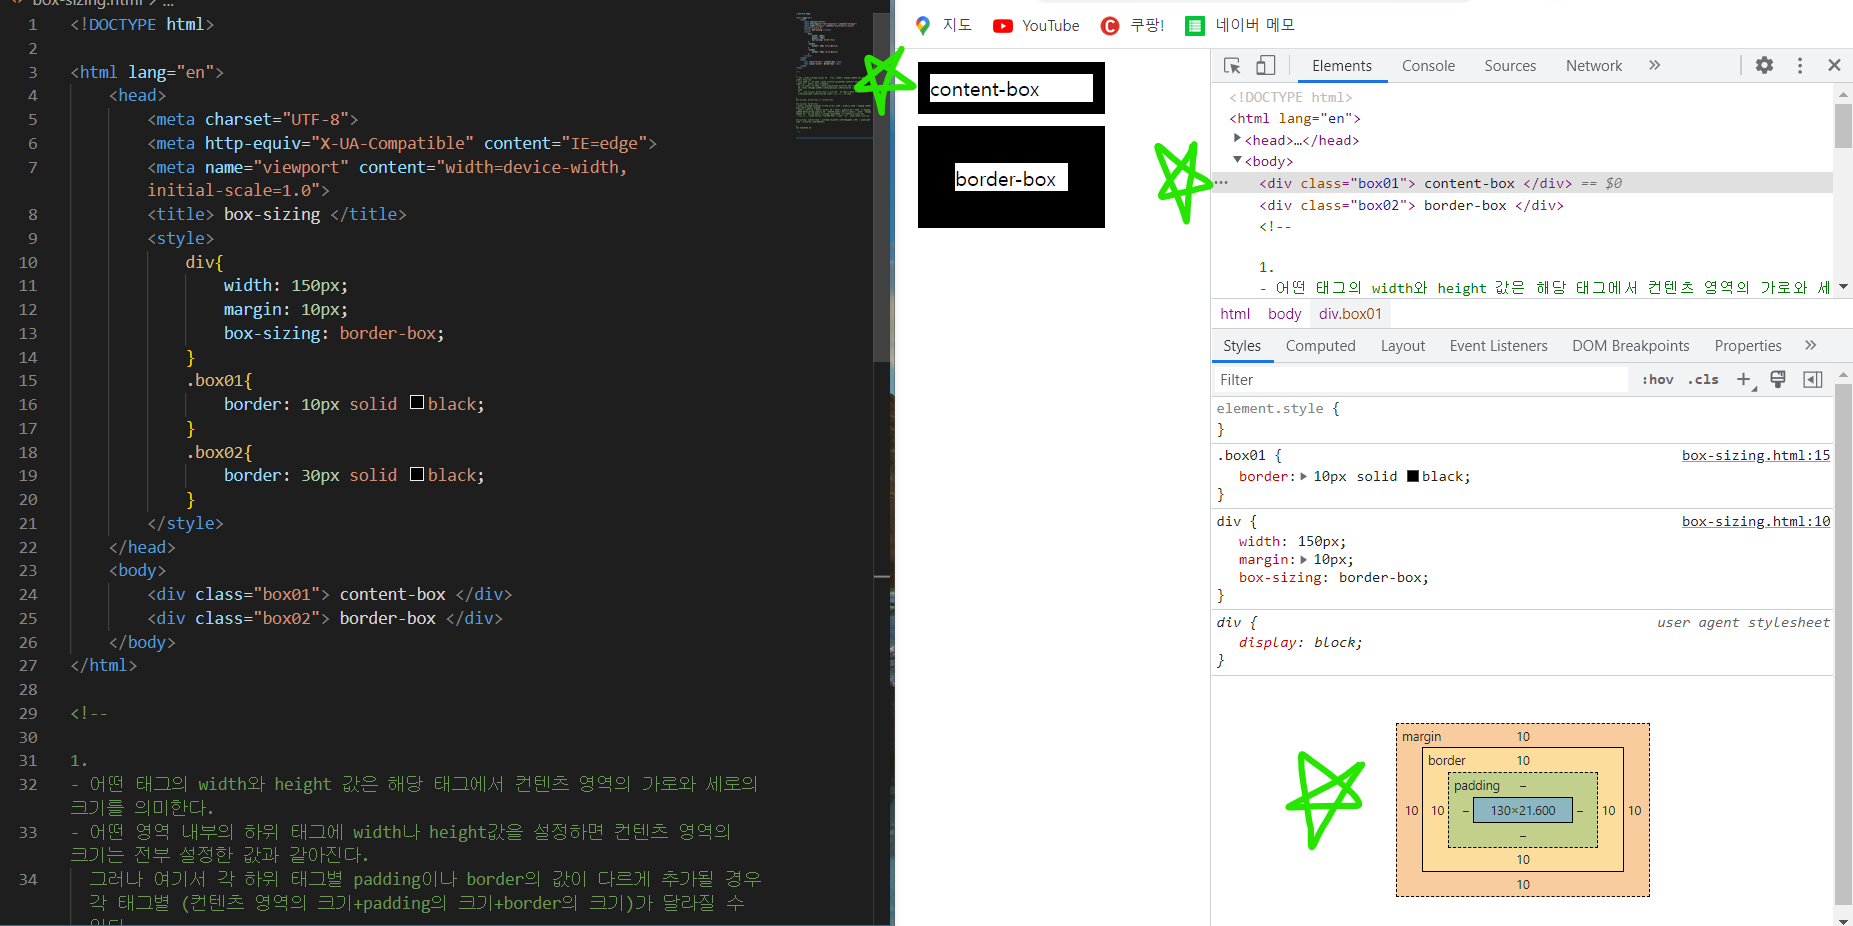 box-sizing.html > ...
1 <!DOCTYPE html>
2
3 <html lang="en">
4 <head>
5 <meta charset="UTF-8">
6 <meta http-equiv="X-UA-Compatible" content="IE=edge">
7 <meta name="viewport" content="width=device-width,
initial-scale=1.0">
8 <title> box-sizing </title>
9 <style>
10 div{
11 width: 150px;
12 margin: 10px;
13 box-sizing: border-box;
14 }
15 .box01{
16 border: 10px solid black;
17 }
18 .box02{
19 border: 30px solid black;
20 }
21 </style>
22 </head>
23 <body>
24 <div class="box01"> content-box </div>
25 <div class="box02"> border-box </div>
26 </body>
27 </html>
28
29 <!--
30
31 1.
32 - 어떤 태그의 width와 height 값은 해당 태그에서 컨텐츠 영역의 가로와 세로의
크기를 의미한다.
33 - 어떤 영역 내부의 하위 태그에 width나 height값을 설정하면 컨텐츠 영역의
크기는 전부 설정한 값과 같아진다.
34 그러나 여기서 각 하위 태그별 padding이나 border의 값이 다르게 추가될 경우
각 태그별 (컨텐츠 영역의 크기+padding의 크기+border의 크기)가 달라질 수
지도 YouTube 쿠팡! 네이버 메모
content-box
border-box
Elements Console Sources Network »
<!DOCTYPE html>
<html lang="en">
<head>…</head>
<body>
<div class="box01"> content-box </div> == $0
<div class="box02"> border-box </div>
<!--
1.
- 어떤 태그의 width와 height 값은 해당 태그에서 컨텐츠 영역의 가로와 세
html body div.box01
Styles Computed Layout Event Listeners DOM Breakpoints Properties »
Filter :hov .cls +
element.style {
}
.box01 { box-sizing.html:15
border: 10px solid black;
}
div { box-sizing.html:10
width: 150px;
margin: 10px;
box-sizing: border-box;
}
div { user agent stylesheet
display: block;
}
margin 10
border 10
padding –
10 10 – 130×21.600 – 10 10
–
10
10